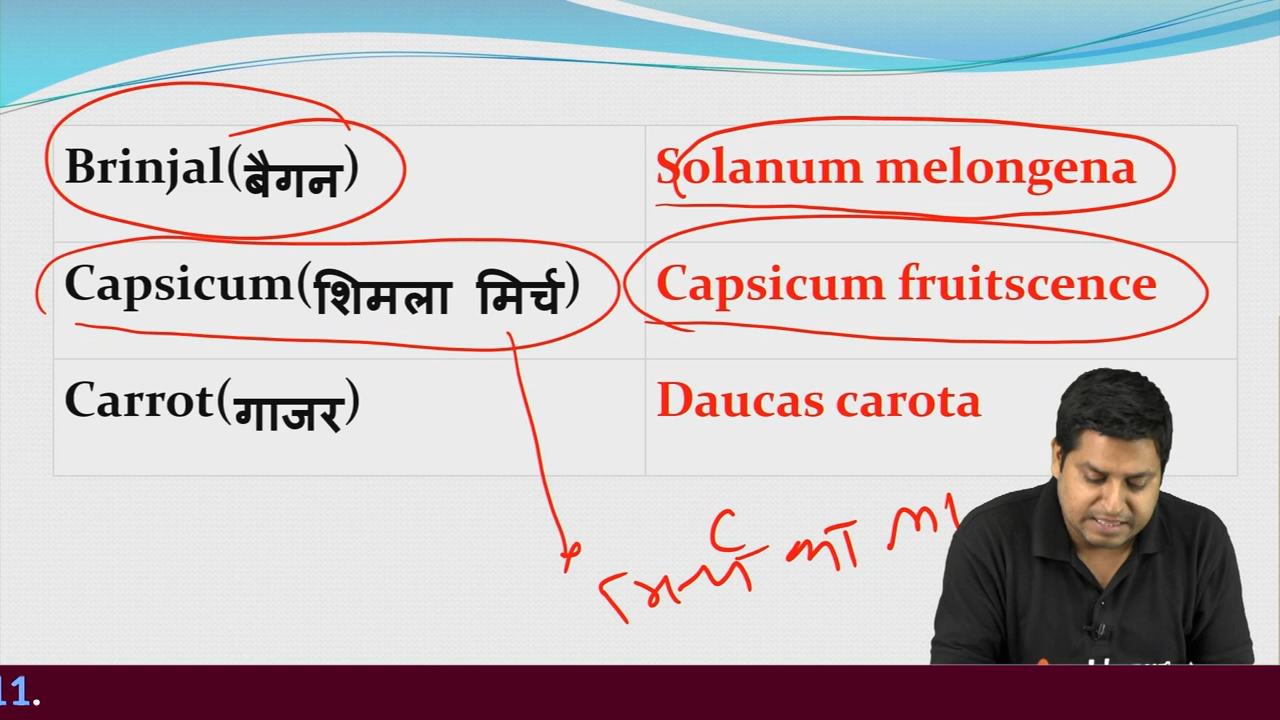 Brinjal(बैगन) Solanum melongena
Capsicum(शिमला मिर्च) Capsicum fruitscence
Carrot(गाजर) Daucas carota
मिर्च का
11.